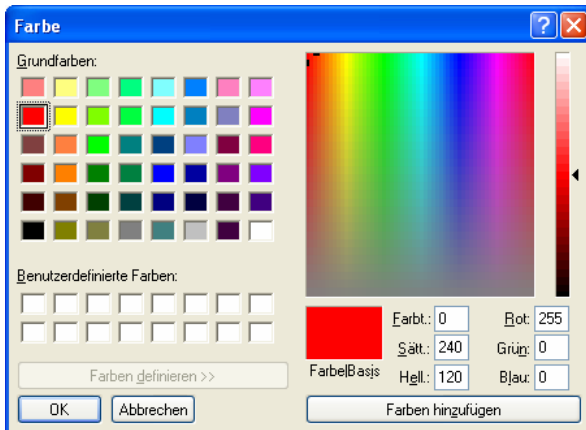 Farbe
Grundfarben:
Benutzerdefinierte Farben:
Farben definieren >>
OK
Abbrechen
Farbe|Basis
Farbt.: 0
Sätt.: 240
Hell.: 120
Rot: 255
Grün: 0
Blau: 0
Farben hinzufügen